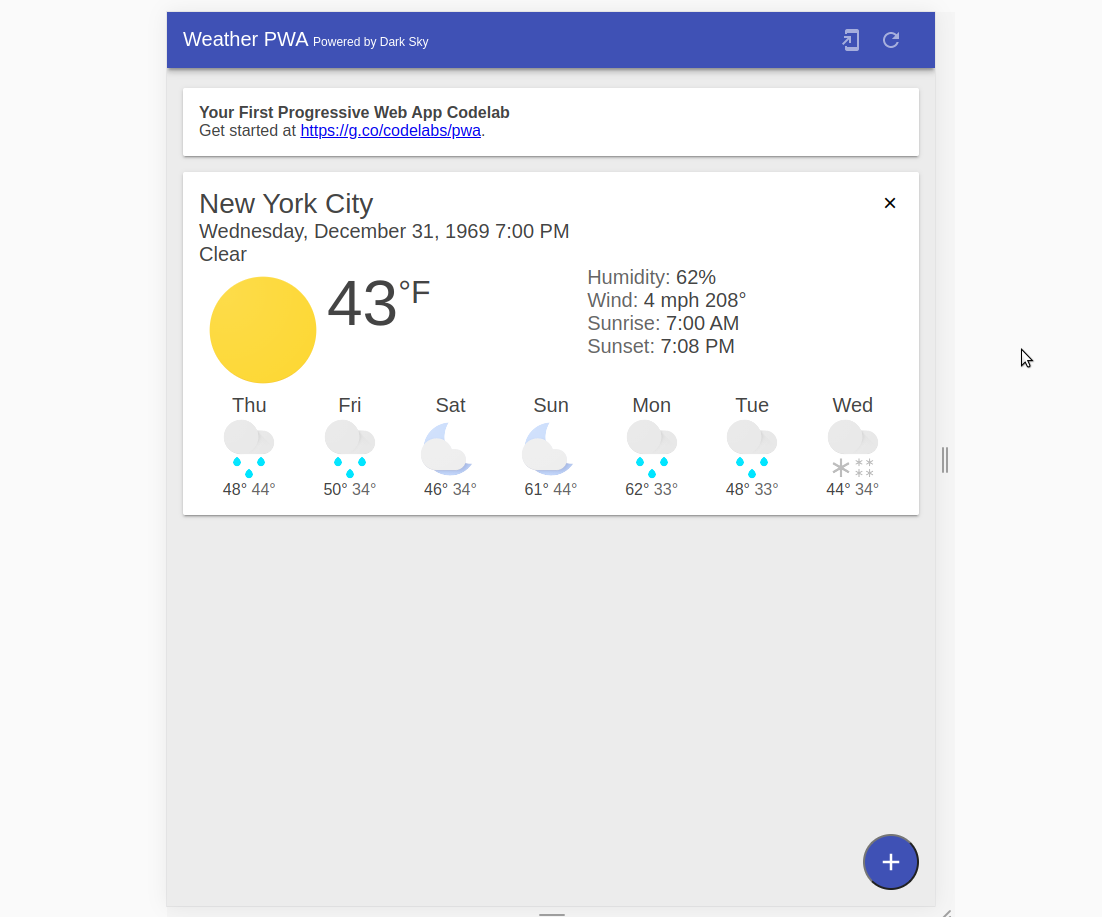 Weather PWA Powered by Dark Sky
Your First Progressive Web App Codelab
Get started at https://g.co/codelabs/pwa.
New York City
Wednesday, December 31, 1969 7:00 PM
Clear
43°F
Humidity: 62%
Wind: 4 mph 208°
Sunrise: 7:00 AM
Sunset: 7:08 PM
Thu Fri Sat Sun Mon Tue Wed
48° 44° 50° 34° 46° 34° 61° 44° 62° 33° 48° 33° 44° 34°